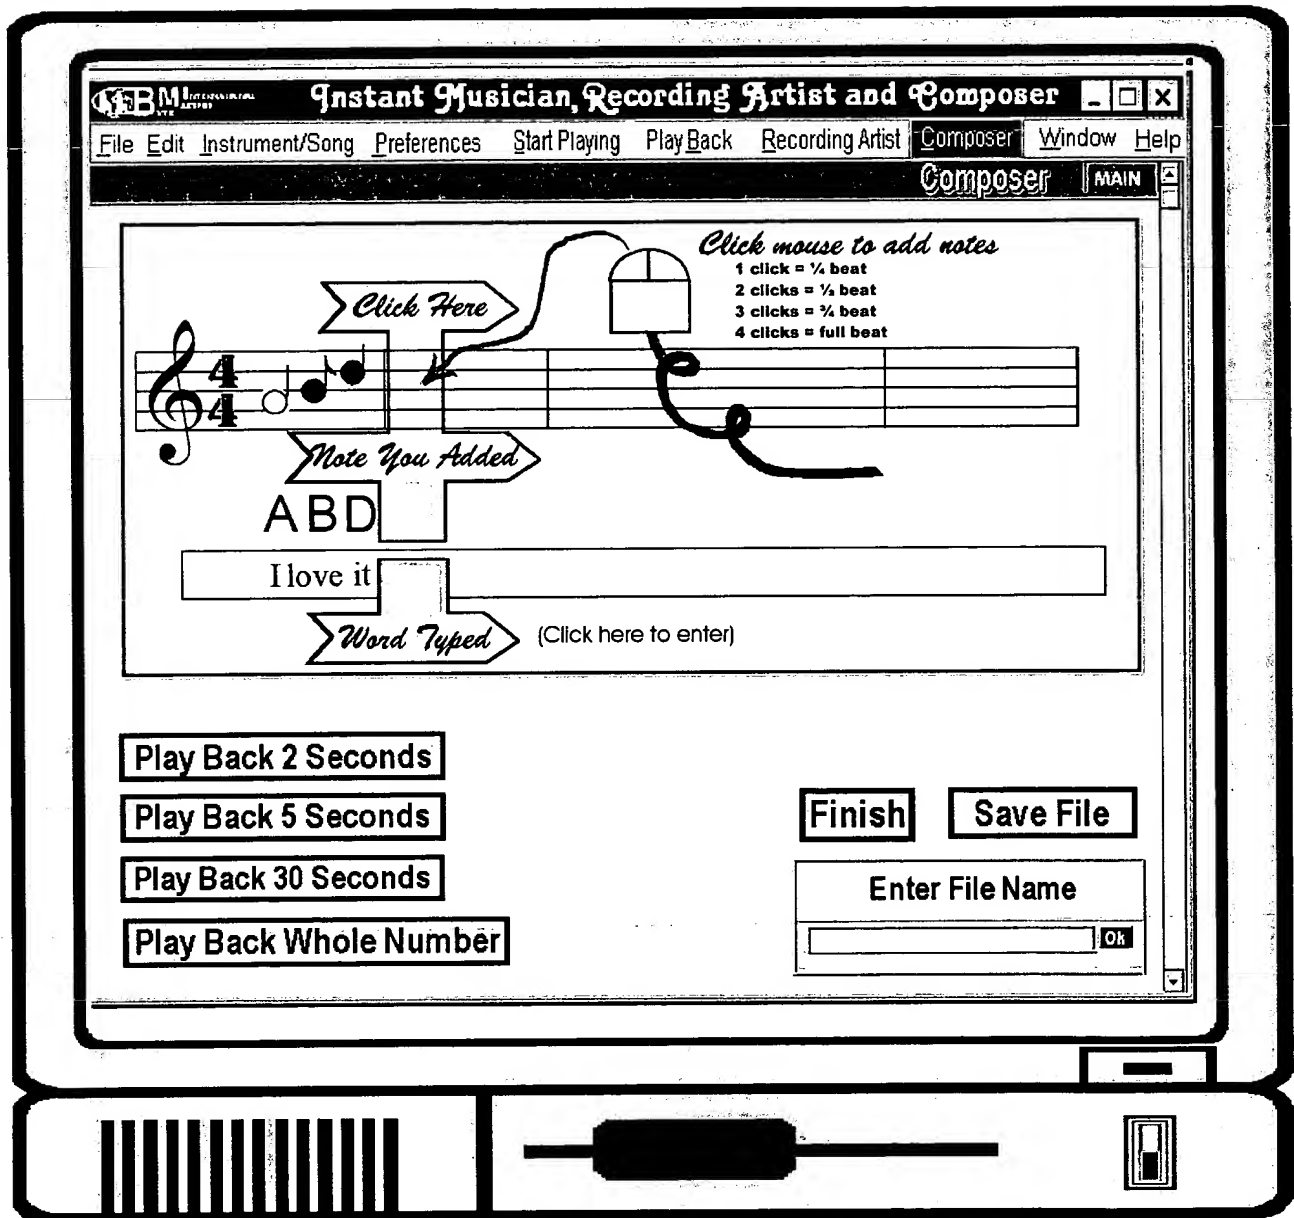 Instant Musician, Recording Artist and Composer
File Edit Instrument/Song Preferences Start Playing Play Back Recording Artist Composer Window Help
Composer MAIN
Click mouse to add notes
1 click = ¼ beat
2 clicks = ½ beat
3 clicks = ¾ beat
4 clicks = full beat
Click Here
4
4
Note You Added
A B D
I love it
Word Typed (Click here to enter)
Play Back 2 Seconds
Play Back 5 Seconds
Play Back 30 Seconds
Play Back Whole Number
Finish Save File
Enter File Name
Ok